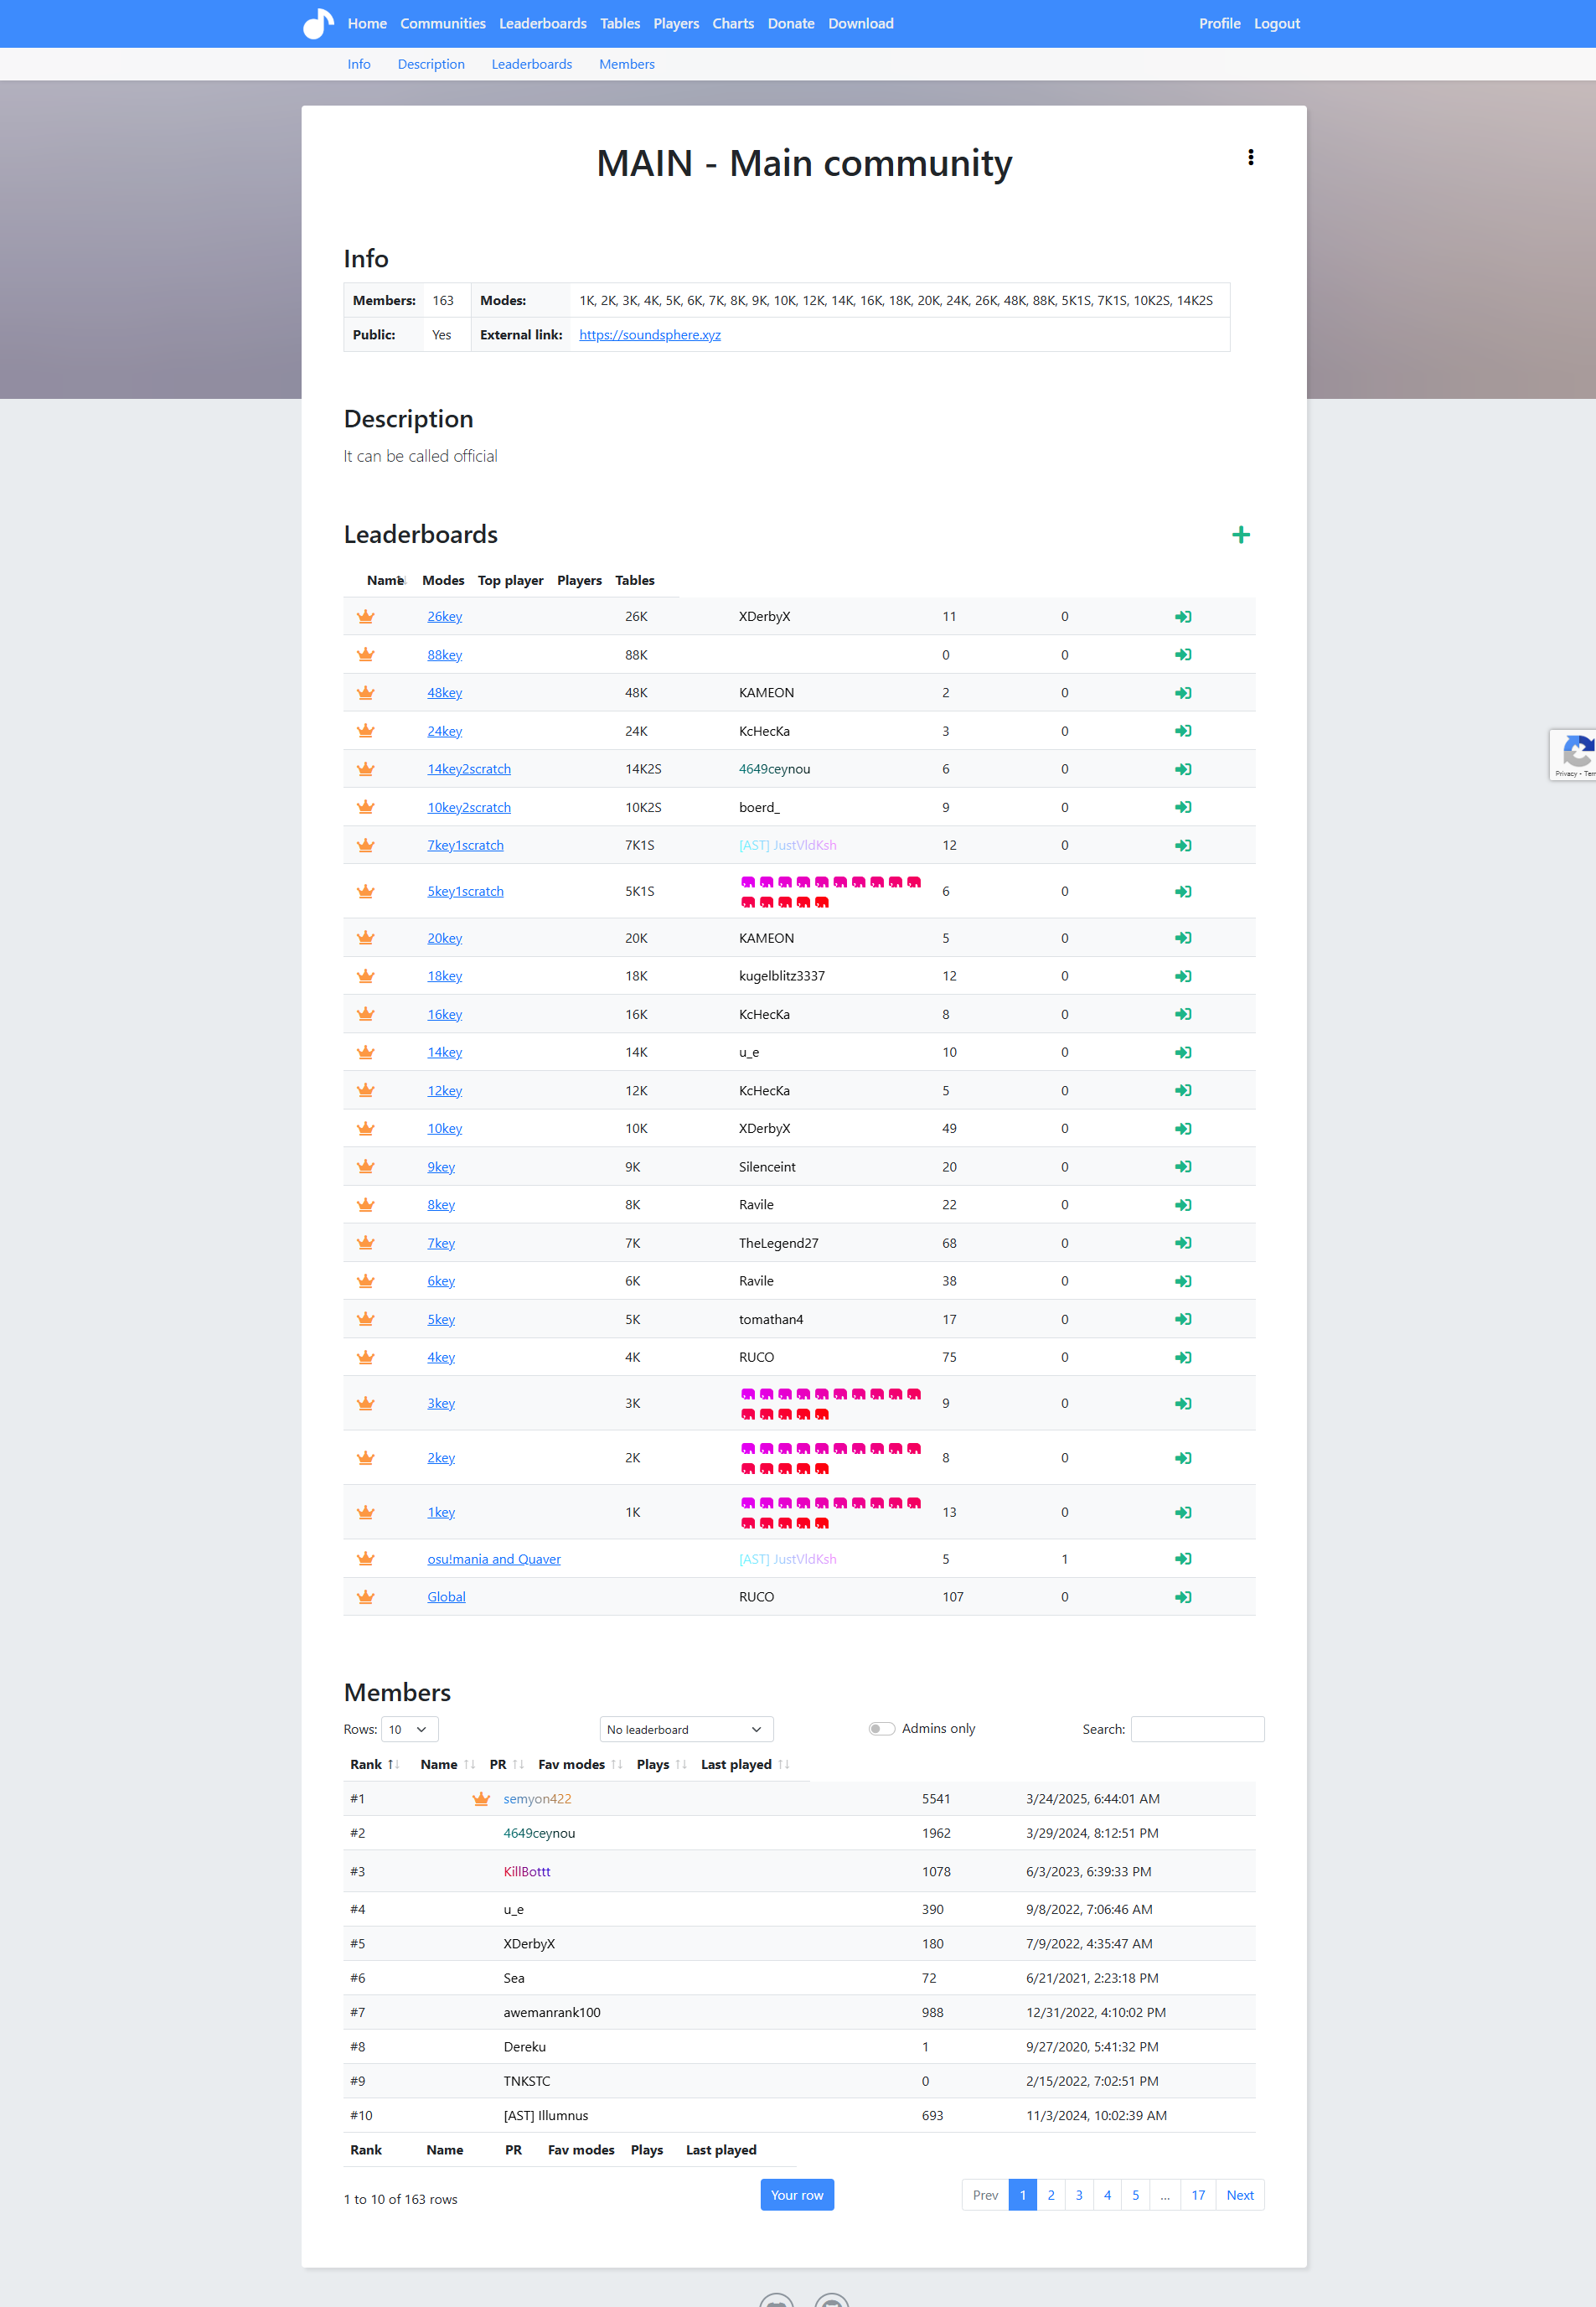 Home Communities Leaderboards Tables Players Charts Donate Download Profile Logout
Info Description Leaderboards Members
MAIN - Main community
Info
Members: 163 Modes: 1K, 2K, 3K, 4K, 5K, 6K, 7K, 8K, 9K, 10K, 12K, 14K, 16K, 18K, 20K, 24K, 26K, 48K, 88K, 5K1S, 7K1S, 10K2S, 14K2S
Public: Yes External link: https://soundsphere.xyz
Description
It can be called official
Leaderboards
Name Modes Top player Players Tables
26key 26K XDerbyX 11 0
88key 88K 0 0
48key 48K KAMEON 2 0
24key 24K KcHecKa 3 0
14key2scratch 14K2S 4649ceynou 6 0
10key2scratch 10K2S boerd_ 9 0
7key1scratch 7K1S [AST] JustVldKsh 12 0
5key1scratch 5K1S 6 0
20key 20K KAMEON 5 0
18key 18K kugelblitz3337 12 0
16key 16K KcHecKa 8 0
14key 14K u_e 10 0
12key 12K KcHecKa 5 0
10key 10K XDerbyX 49 0
9key 9K Silenceint 20 0
8key 8K Ravile 22 0
7key 7K TheLegend27 68 0
6key 6K Ravile 38 0
5key 5K tomathan4 17 0
4key 4K RUCO 75 0
3key 3K 9 0
2key 2K 8 0
1key 1K 13 0
osu!mania and Quaver [AST] JustVldKsh 5 1
Global RUCO 107 0
Privacy •
Members
Rows: 10 No leaderboard Admins only Search:
Rank Name PR Fav modes Plays Last played
#1 semyon422 5541 3/24/2025, 6:44:01 AM
#2 4649ceynou 1962 3/29/2024, 8:12:51 PM
#3 KillBottt 1078 6/3/2023, 6:39:33 PM
#4 u_e 390 9/8/2022, 7:06:46 AM
#5 XDerbyX 180 7/9/2022, 4:35:47 AM
#6 Sea 72 6/21/2021, 2:23:18 PM
#7 awemanrank100 988 12/31/2022, 4:10:02 PM
#8 Dereku 1 9/27/2020, 5:41:32 PM
#9 TNKSTC 0 2/15/2022, 7:02:51 PM
#10 [AST] Illumnus 693 11/3/2024, 10:02:39 AM
Rank Name PR Fav modes Plays Last played
1 to 10 of 163 rows Your row Prev 1 2 3 4 5 ... 17 Next